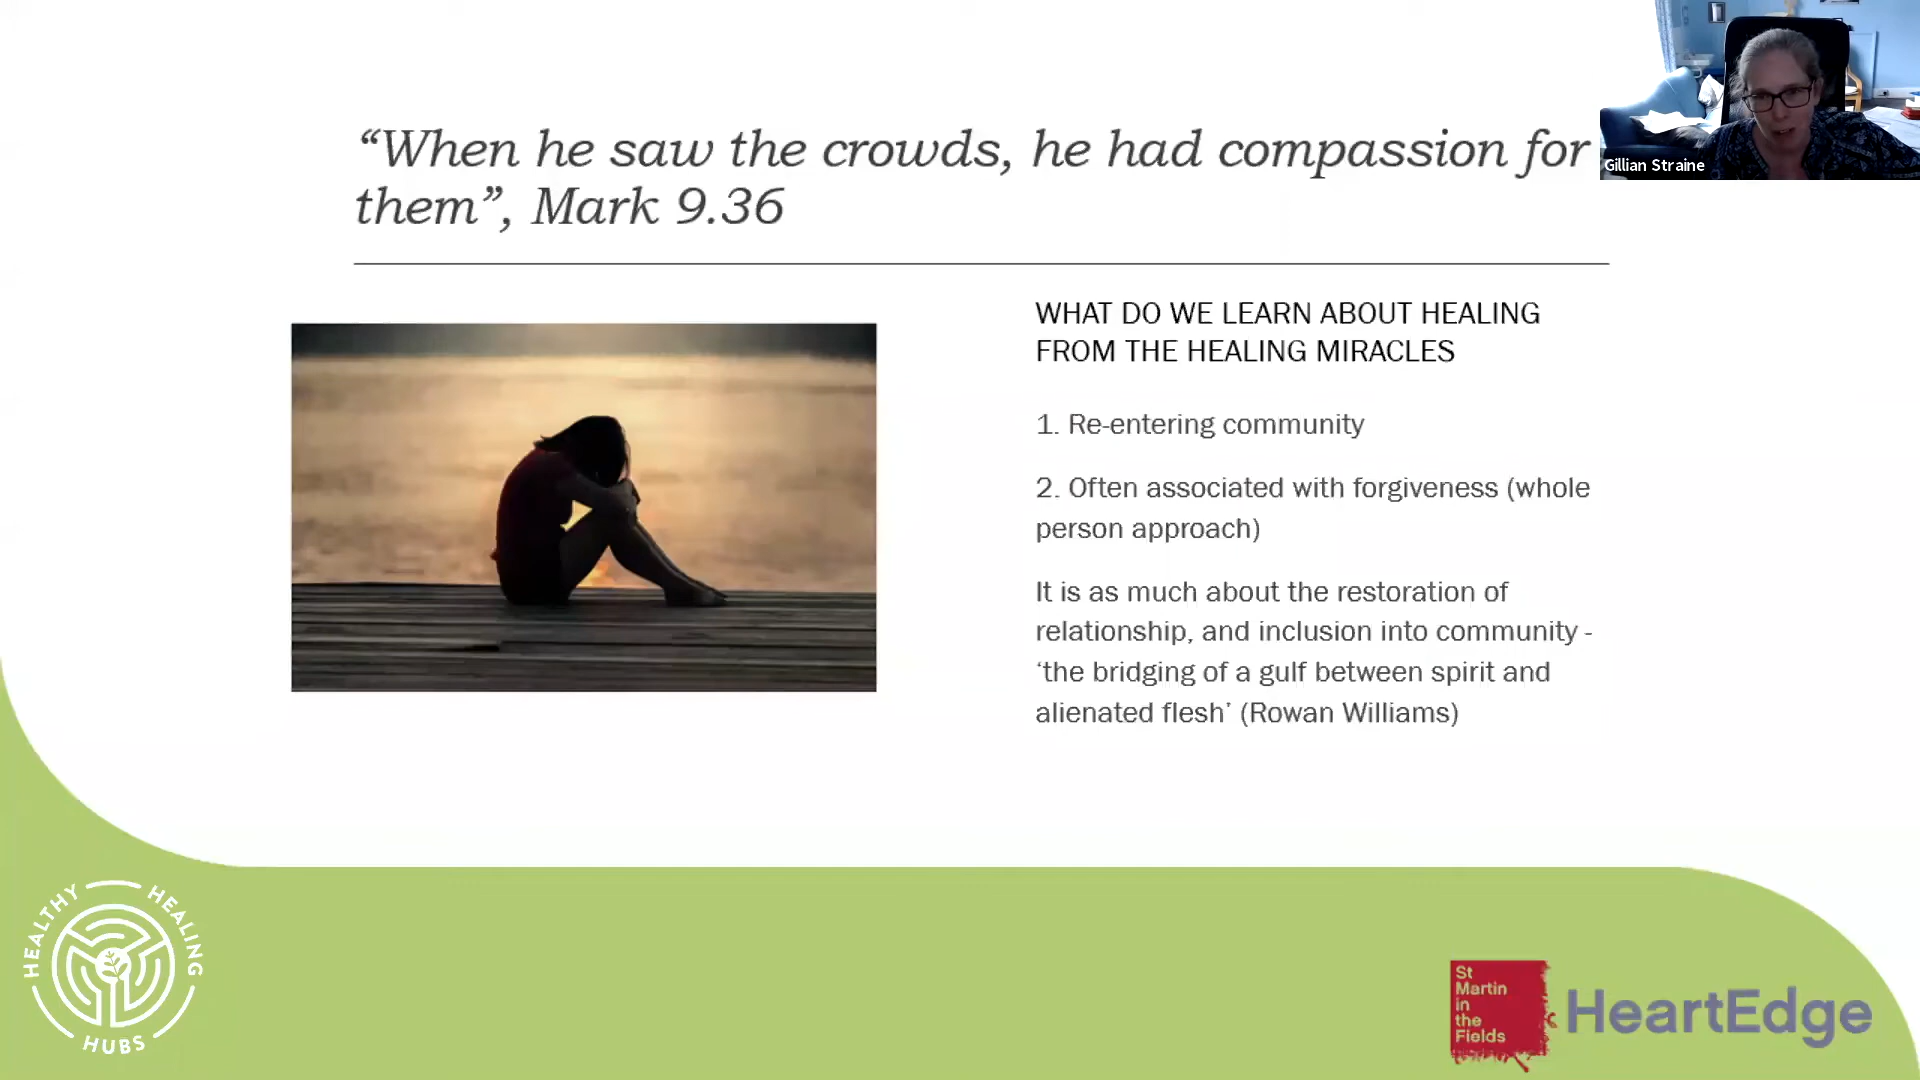 “When he saw the crowds, he had compassion for
them”, Mark 9.36
Gillian Straine
WHAT DO WE LEARN ABOUT HEALING
FROM THE HEALING MIRACLES
1. Re-entering community
2. Often associated with forgiveness (whole
person approach)
It is as much about the restoration of
relationship, and inclusion into community -
‘the bridging of a gulf between spirit and
alienated flesh’ (Rowan Williams)
HEALTHY HEALING
HUBS
St
Martin
in
the
Fields
HeartEdge